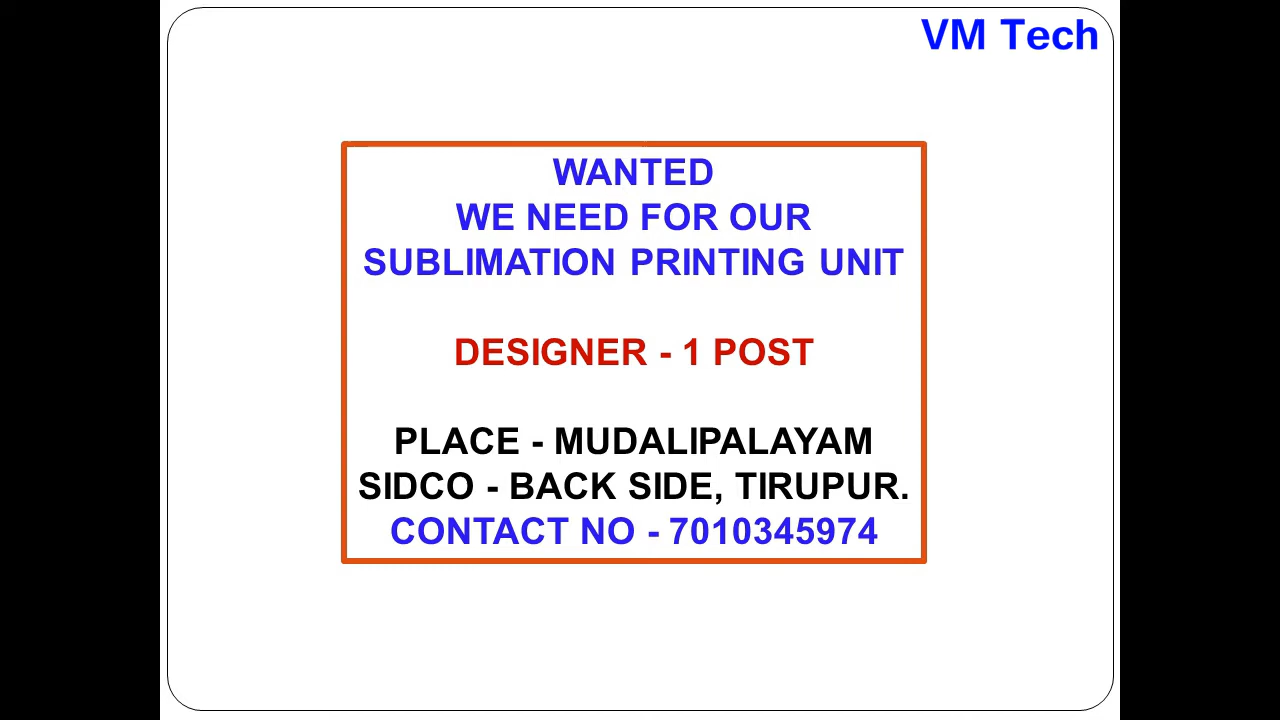 VM Tech
WANTED
WE NEED FOR OUR
SUBLIMATION PRINTING UNIT
DESIGNER - 1 POST
PLACE - MUDALIPALAYAM
SIDCO - BACK SIDE, TIRUPUR.
CONTACT NO - 7010345974